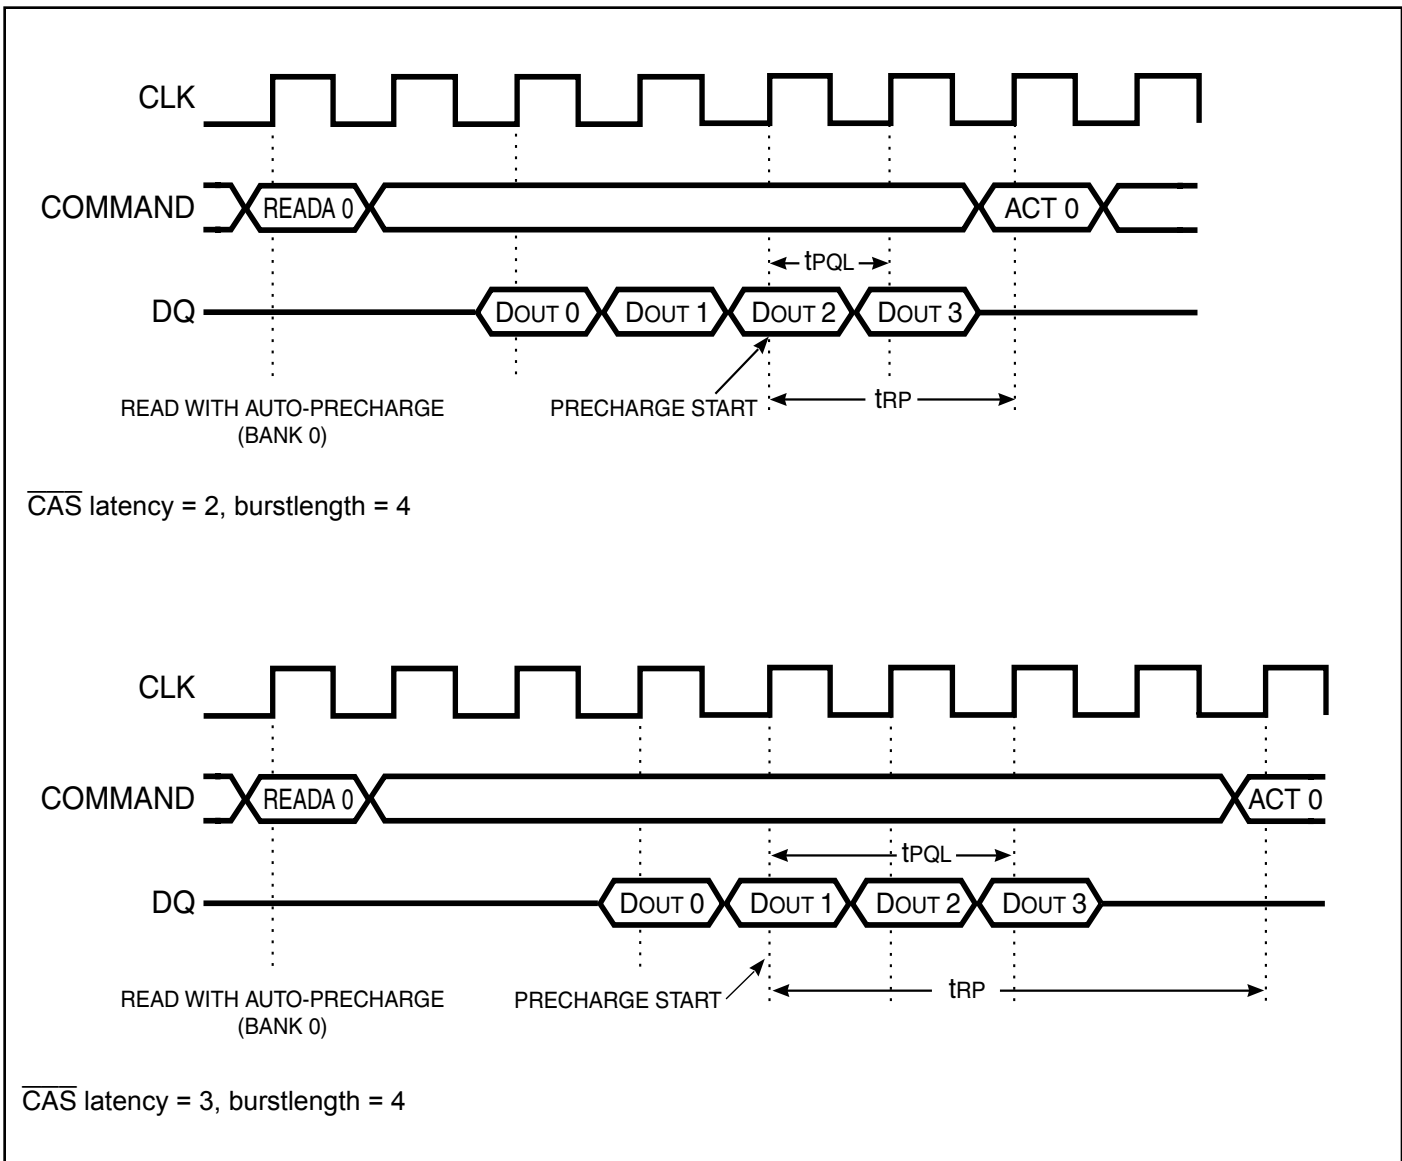 CLK
COMMAND
READA 0
ACT 0
tPQL
DQ
DOUT 0
DOUT 1
DOUT 2
DOUT 3
READ WITH AUTO-PRECHARGE
(BANK 0)
PRECHARGE START
tRP
CAS latency = 2, burstlength = 4
CLK
COMMAND
READA 0
ACT 0
tPQL
DQ
DOUT 0
DOUT 1
DOUT 2
DOUT 3
READ WITH AUTO-PRECHARGE
(BANK 0)
PRECHARGE START
tRP
CAS latency = 3, burstlength = 4